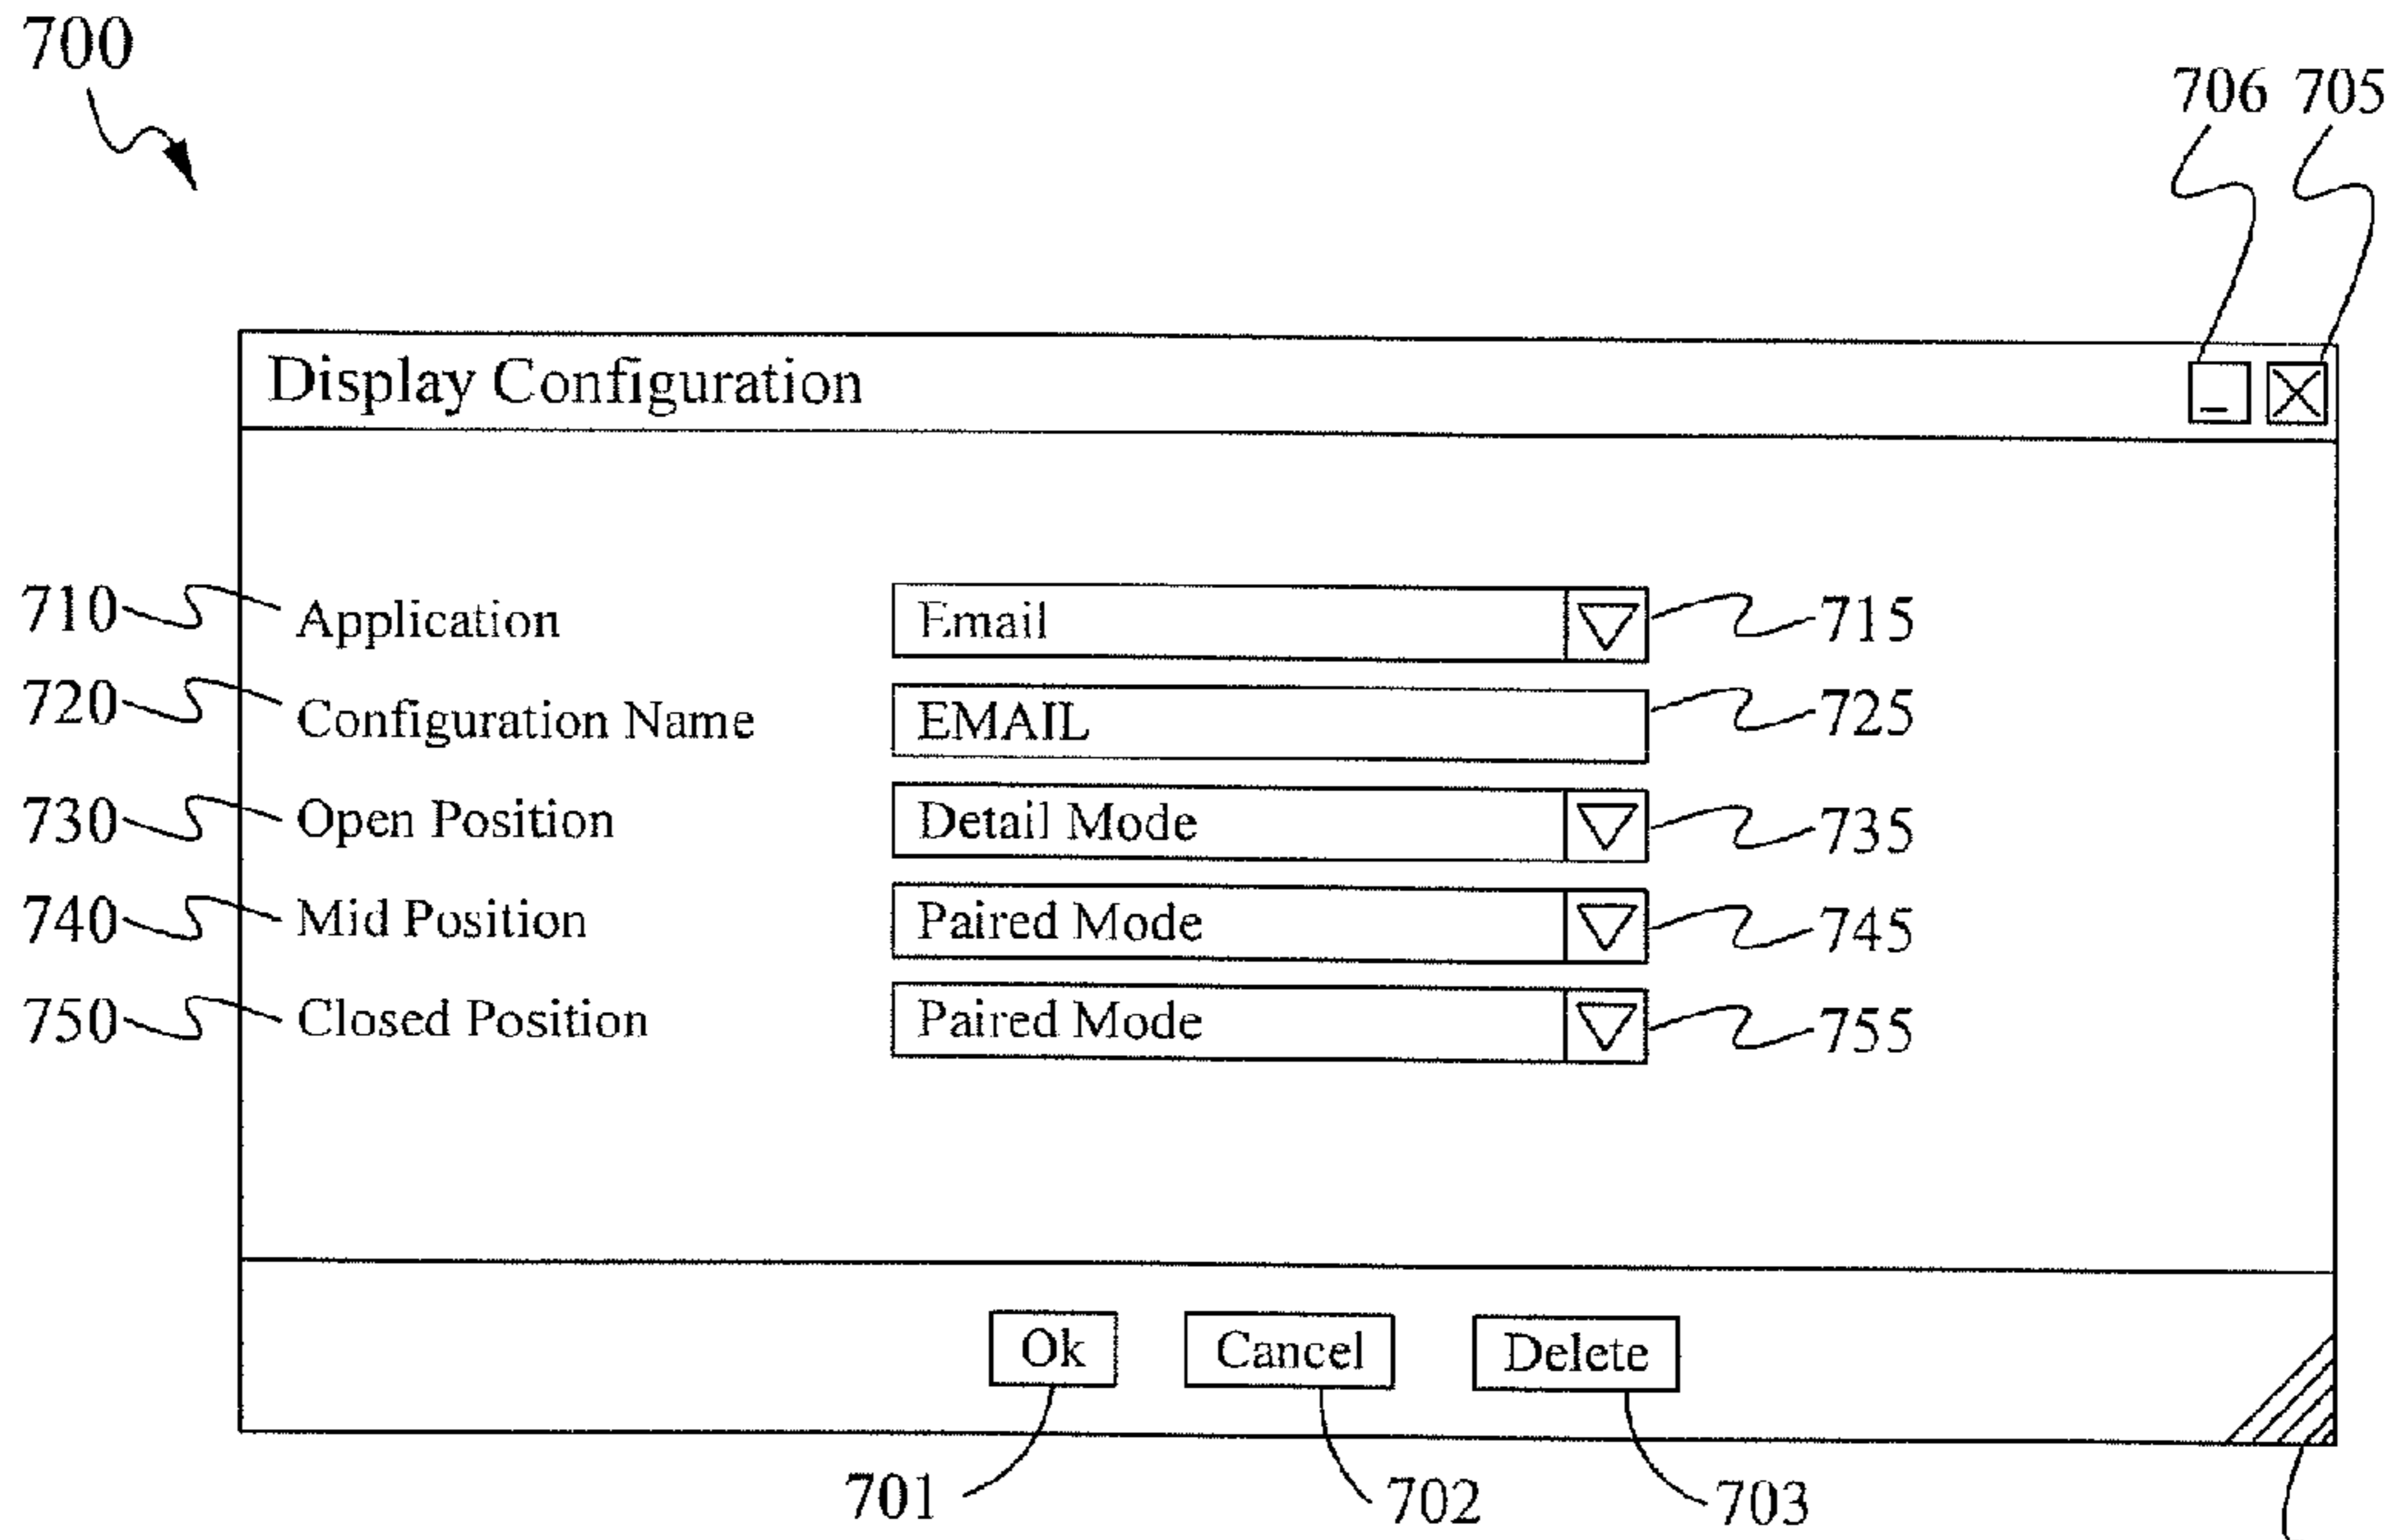 700
706 705
Display Configuration
710 Application Email 715
720 Configuration Name EMAIL 725
730 Open Position Detail Mode 735
740 Mid Position Paired Mode 745
750 Closed Position Paired Mode 755
Ok Cancel Delete
701 702 703